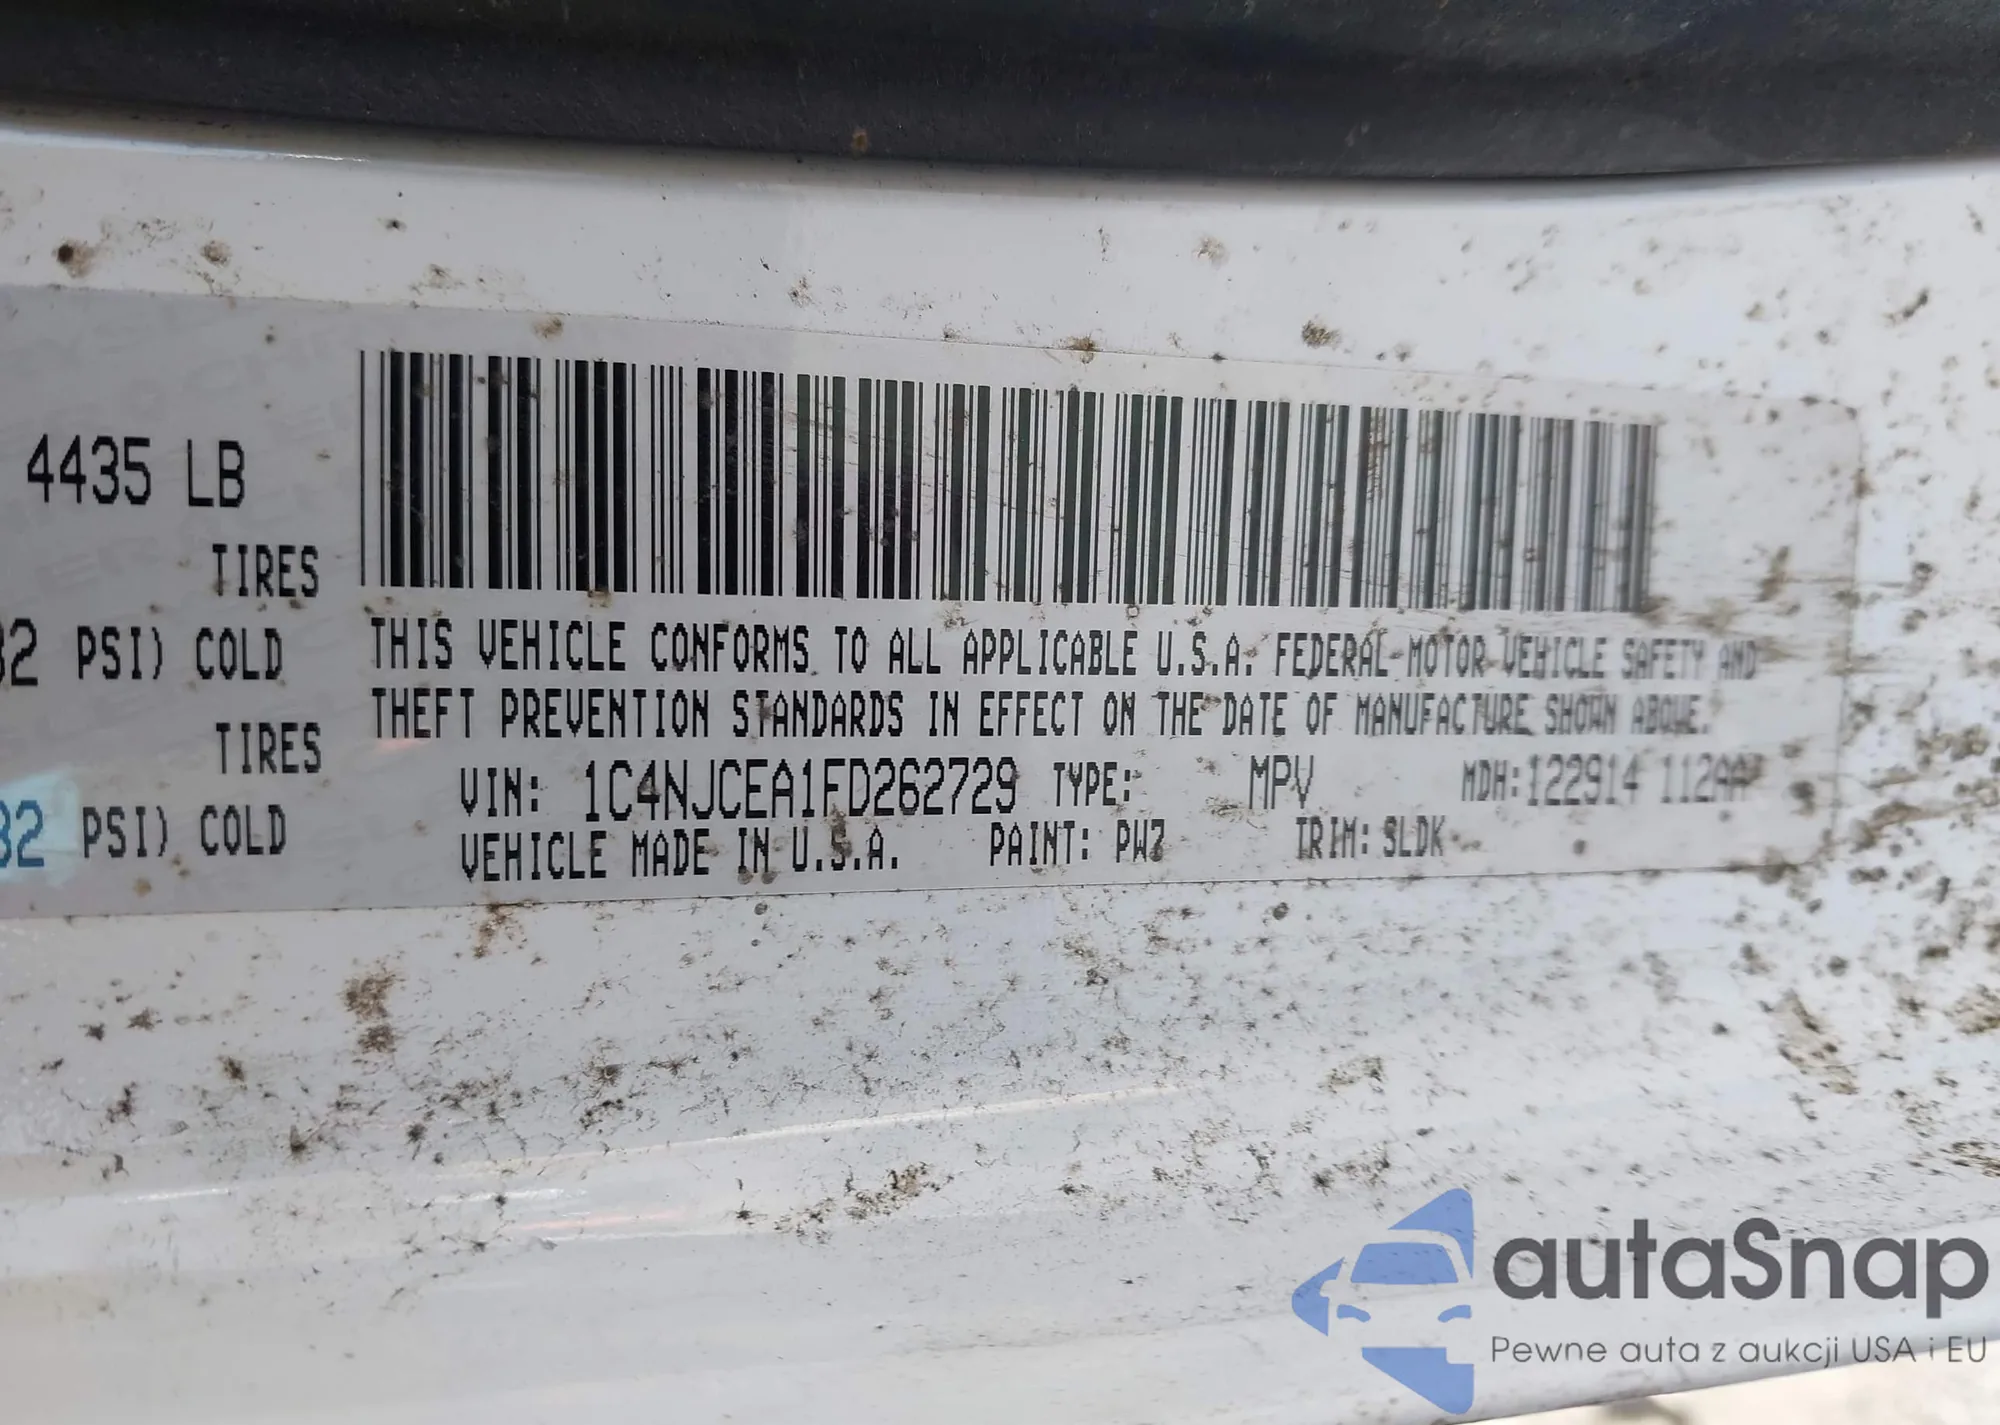 4435 LB
TIRES
32 PSI) COLD
TIRES
32 PSI) COLD
THIS VEHICLE CONFORMS TO ALL APPLICABLE U.S.A. FEDERAL MOTOR VEHICLE SAFETY AND
THEFT PREVENTION STANDARDS IN EFFECT ON THE DATE OF MANUFACTURE SHOWN ABOVE.
VIN: 1C4NJCEA1FD262729 TYPE: MPV MDH:122914 112AA
VEHICLE MADE IN U.S.A. PAINT: PW7 TRIM: SLDK
autaSnap
Pewne auta z aukcji USA i EU